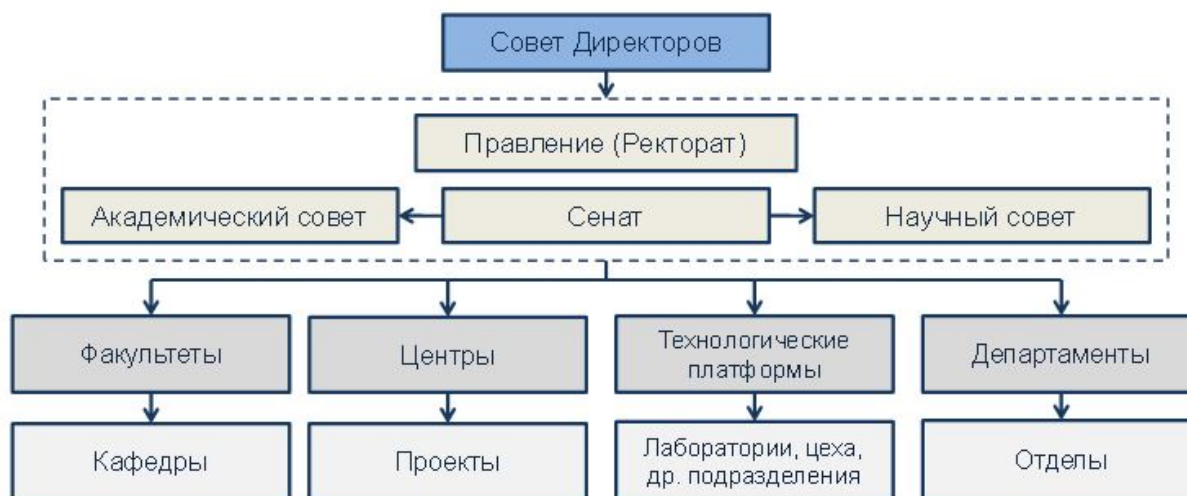 Совет Директоров
Правление (Ректорат)
Академический совет
Сенат
Научный совет
Факультеты
Центры
Технологические
платформы
Департаменты
Кафедры
Проекты
Лаборатории, цеха,
др. подразделения
Отделы